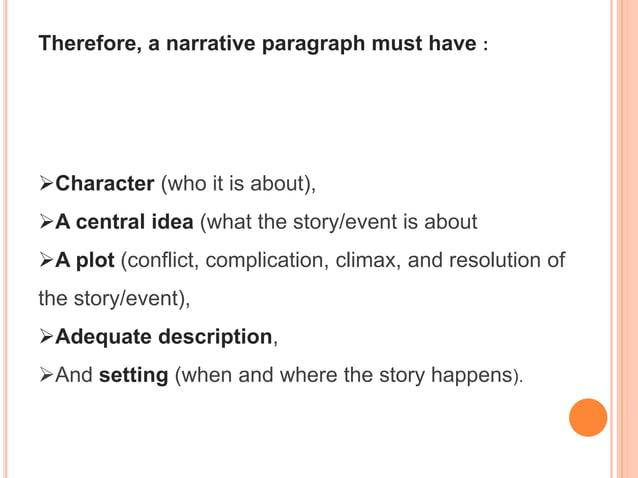 Therefore, a narrative paragraph must have :
➢Character (who it is about),
➢A central idea (what the story/event is about
➢A plot (conflict, complication, climax, and resolution of
the story/event),
➢Adequate description,
➢And setting (when and where the story happens).